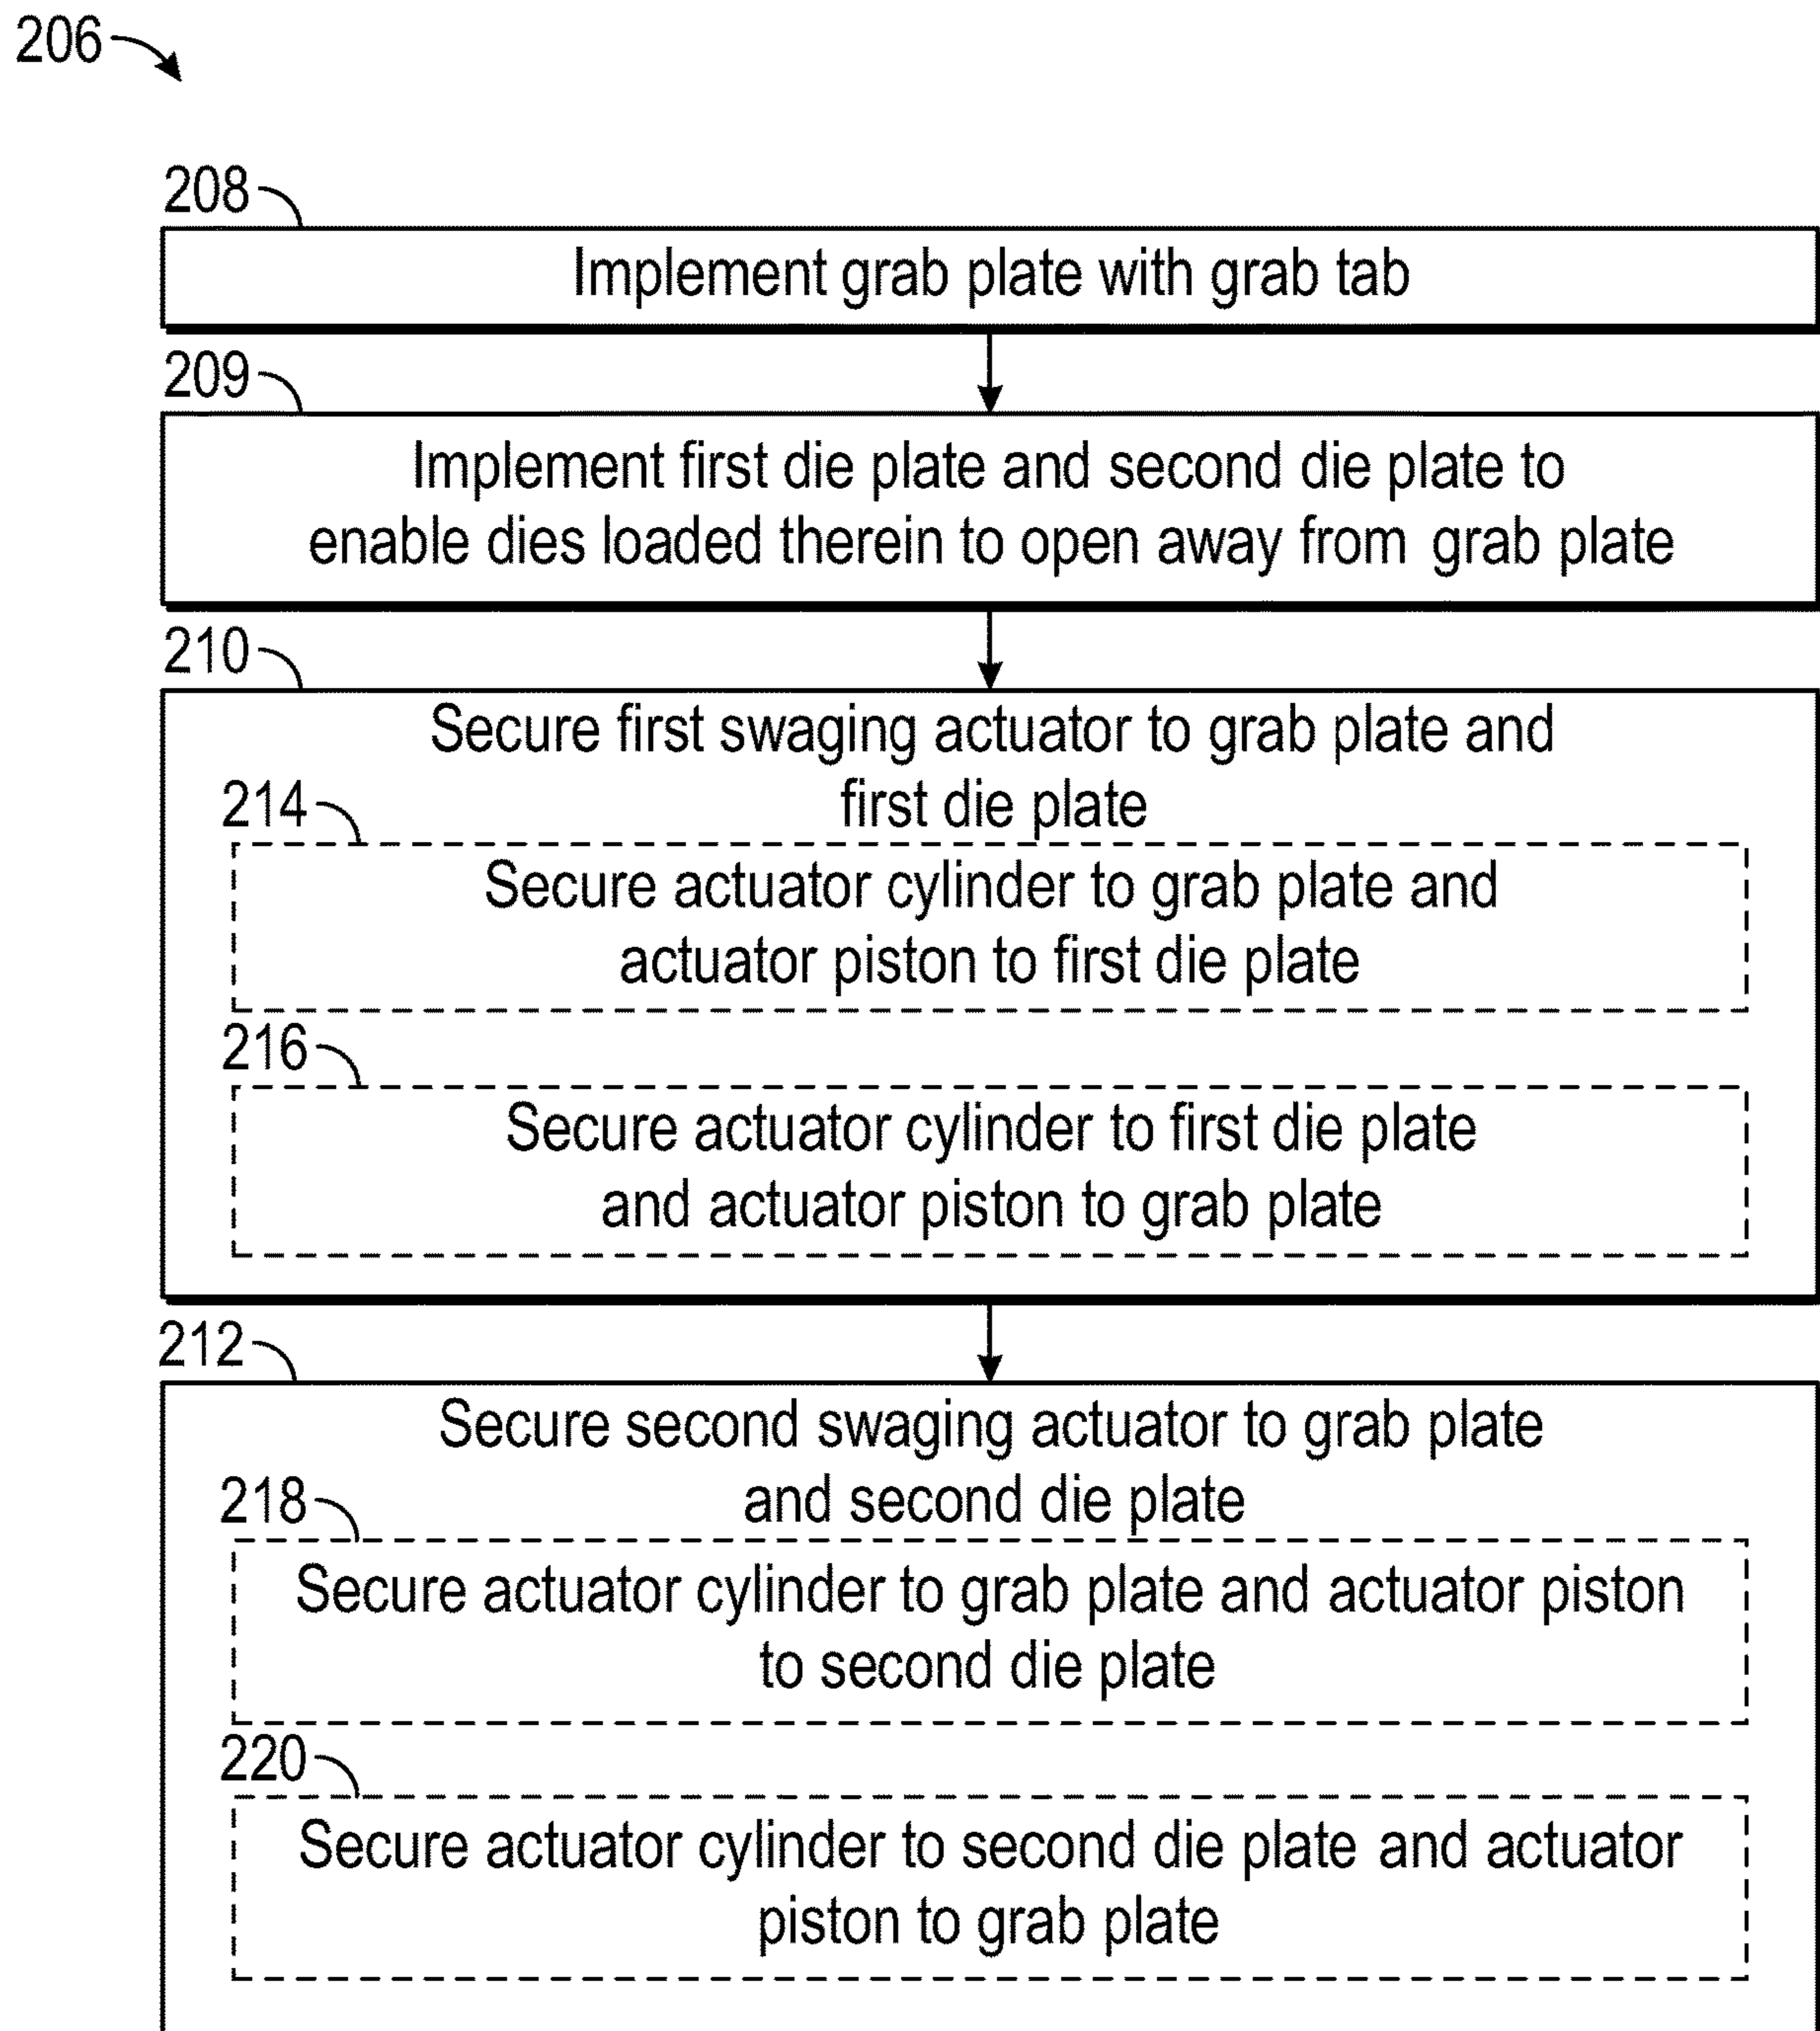 206
208
Implement grab plate with grab tab
209
Implement first die plate and second die plate to
enable dies loaded therein to open away from grab plate
210
Secure first swaging actuator to grab plate and
first die plate
214
Secure actuator cylinder to grab plate and
actuator piston to first die plate
216
Secure actuator cylinder to first die plate
and actuator piston to grab plate
212
Secure second swaging actuator to grab plate
and second die plate
218
Secure actuator cylinder to grab plate and actuator piston
to second die plate
220
Secure actuator cylinder to second die plate and actuator
piston to grab plate